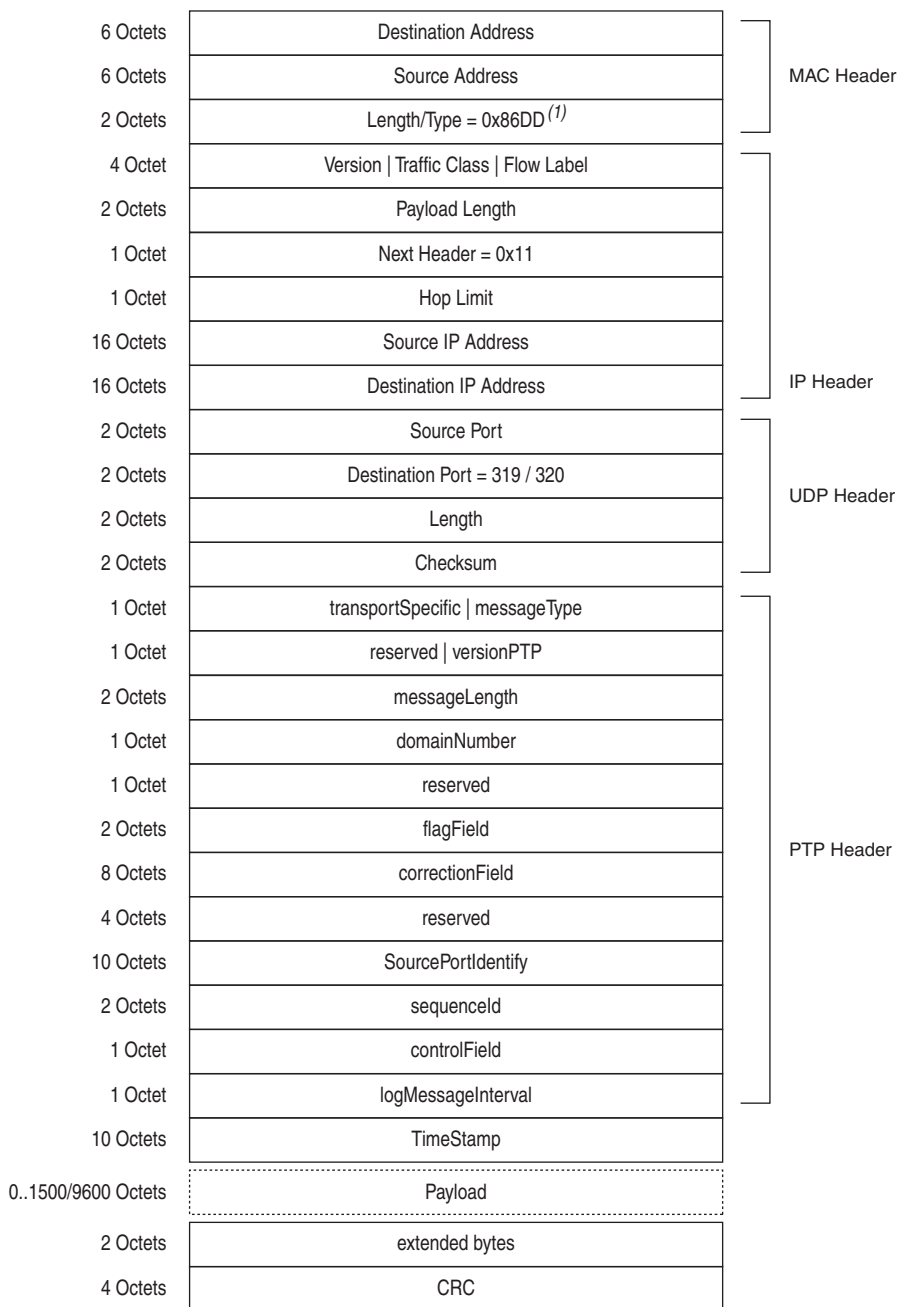 6 Octets Destination Address
6 Octets Source Address MAC Header
2 Octets Length/Type = 0x86DD(1)
4 Octet Version | Traffic Class | Flow Label
2 Octets Payload Length
1 Octet Next Header = 0x11
1 Octet Hop Limit
16 Octets Source IP Address
16 Octets Destination IP Address IP Header
2 Octets Source Port
2 Octets Destination Port = 319 / 320
UDP Header
2 Octets Length
2 Octets Checksum
1 Octet transportSpecific | messageType
1 Octet reserved | versionPTP
2 Octets messageLength
1 Octet domainNumber
1 Octet reserved
2 Octets flagField
PTP Header
8 Octets correctionField
4 Octets reserved
10 Octets SourcePortIdentify
2 Octets sequenceId
1 Octet controlField
1 Octet logMessageInterval
10 Octets TimeStamp
0..1500/9600 Octets Payload
2 Octets extended bytes
4 Octets CRC